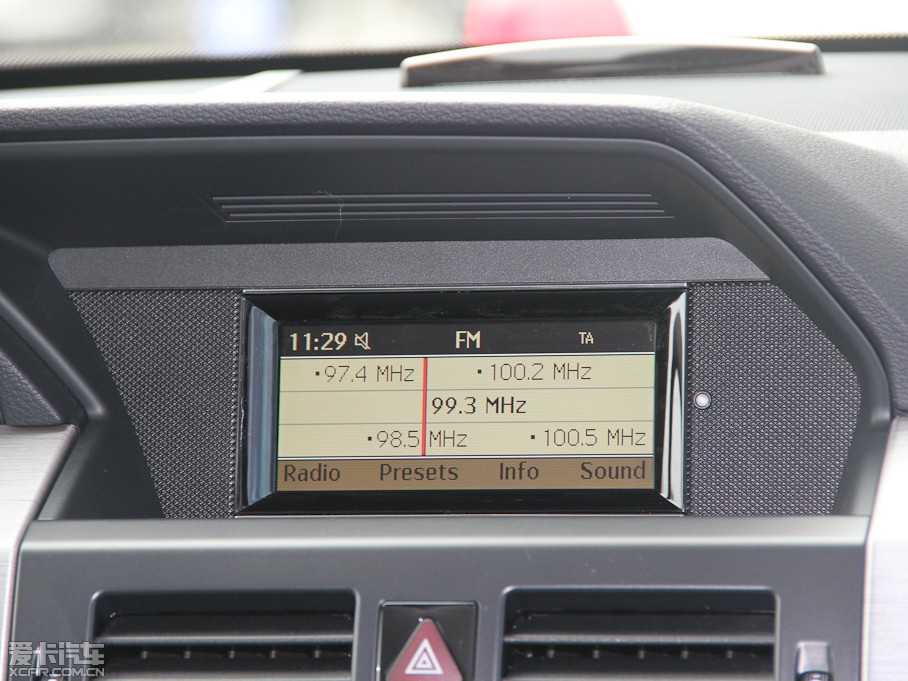 11:29 FM TA
·97.4 MHz ·100.2 MHz
99.3 MHz
·98.5 MHz ·100.5 MHz
Radio Presets Info Sound
爱卡汽车
XCAR.COM.CN